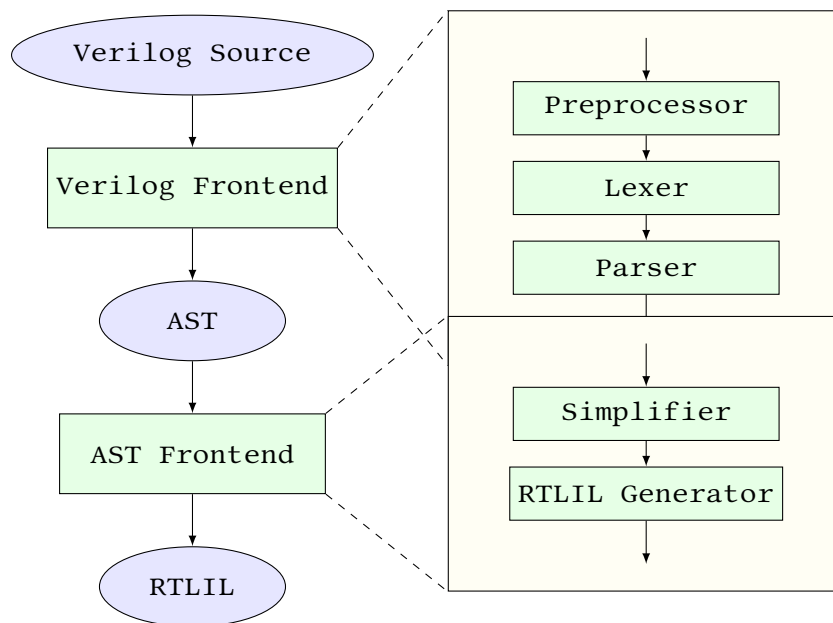 Verilog Source
Verilog Frontend
AST
AST Frontend
RTLIL
Preprocessor
Lexer
Parser
Simplifier
RTLIL Generator